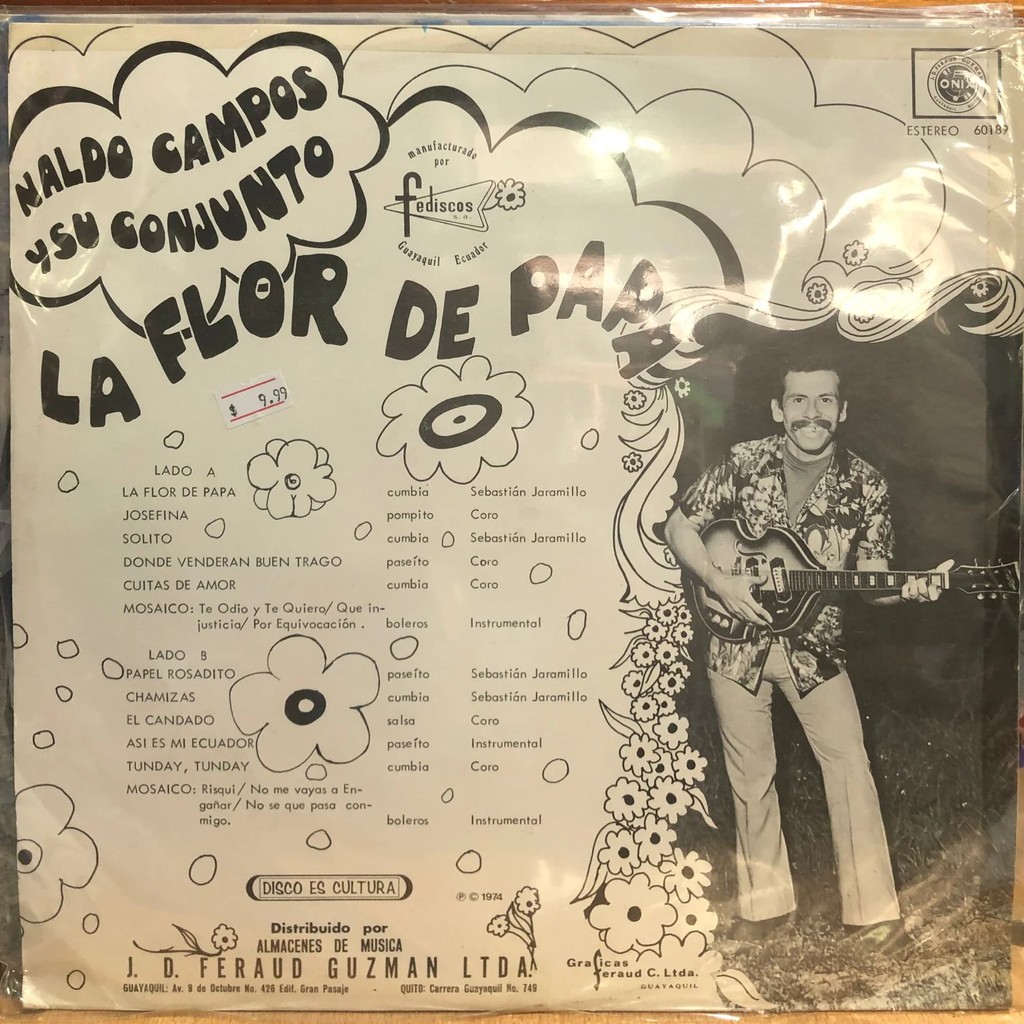 NALDO CAMPOS
Y SU CONJUNTO
LA FLOR DE PAPA
manufacturado
por
fediscos
s.a.
Guayaquil Ecuador
ONIX
ESTEREO 60189
$ 9.99
LADO A
LA FLOR DE PAPA cumbia Sebastián Jaramillo
JOSEFINA pompito Coro
SOLITO cumbia Sebastián Jaramillo
DONDE VENDERAN BUEN TRAGO paseíto Coro
CUITAS DE AMOR cumbia Coro
MOSAICO: Te Odio y Te Quiero/ Que in-
justicia/ Por Equivocación . boleros Instrumental
LADO B
PAPEL ROSADITO paseíto Sebastián Jaramillo
CHAMIZAS cumbia Sebastián Jaramillo
EL CANDADO salsa Coro
ASI ES MI ECUADOR paseíto Instrumental
TUNDAY, TUNDAY cumbia Coro
MOSAICO: Risqui/ No me vayas a En-
gañar/ No se que pasa con-
migo. boleros Instrumental
DISCO ES CULTURA
℗ © 1974
Distribuido por
ALMACENES DE MUSICA
J. D. FERAUD GUZMAN LTDA.
GUAYAQUIL: Av. 9 de Octubre No. 426 Edif. Gran Pasaje - QUITO: Carrera Guayaquil No. 749
Graficas
feraud C. Ltda.
GUAYAQUIL